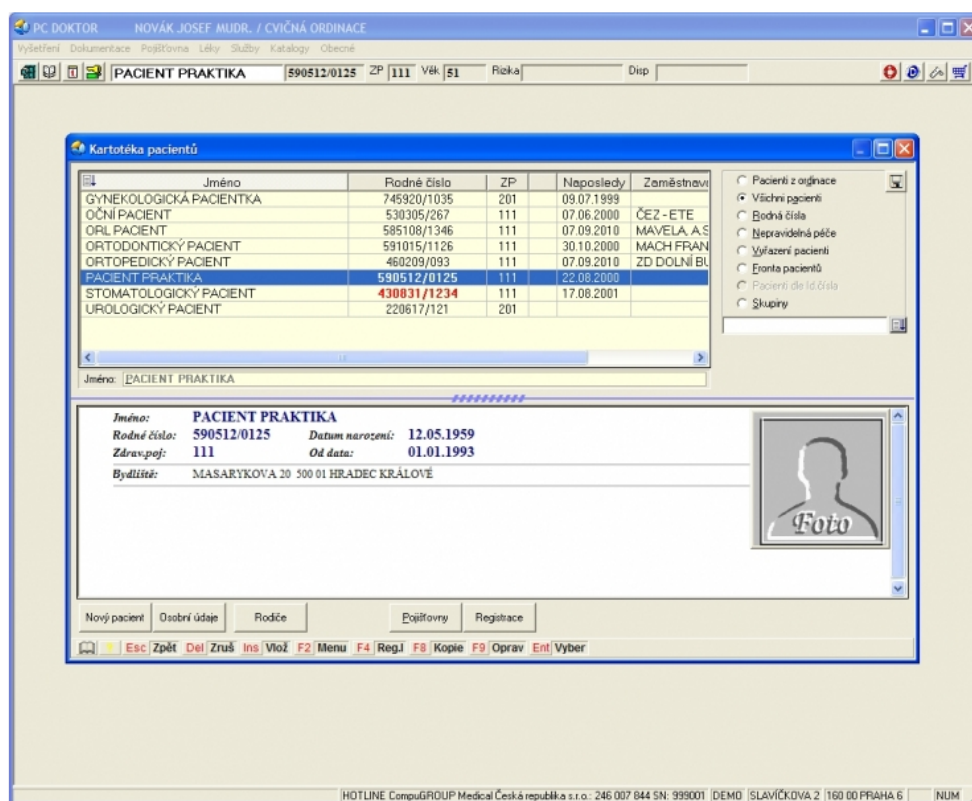 PC DOKTOR NOVÁK JOSEF MUDR. / CVIČNÁ ORDINACE
Vyšetření Dokumentace Pojišťovna Léky Služby Katalogy Obecné
PACIENT PRAKTIKA 590512/0125 ZP 111 Věk 51 Rizika Disp
Kartotéka pacientů
Jméno Rodné číslo ZP Naposledy Zaměstnava
GYNEKOLOGICKÁ PACIENTKA 745920/1035 201 09.07.1999
OČNÍ PACIENT 530305/267 111 07.06.2000 ČEZ - ETE
ORL PACIENT 585108/1346 111 07.09.2010 MAVELA, A.S
ORTODONTICKÝ PACIENT 591015/1126 111 30.10.2000 MACH FRAN
ORTOPEDICKÝ PACIENT 460209/093 111 07.09.2010 ZD DOLNÍ BU
PACIENT PRAKTIKA 590512/0125 111 22.08.2000
STOMATOLOGICKÝ PACIENT 430831/1234 111 17.08.2001
UROLOGICKÝ PACIENT 220617/121 201
Jméno: PACIENT PRAKTIKA
Pacienti z ordinace
Všichni pacienti
Rodná čísla
Nepravidelná péče
Vyřazení pacienti
Fronta pacientů
Pacienti dle Id.čísla
Skupiny
Jméno: PACIENT PRAKTIKA
Rodné číslo: 590512/0125 Datum narození: 12.05.1959
Zdrav.poj: 111 Od data: 01.01.1993
Bydliště: MASARYKOVA 20 500 01 HRADEC KRÁLOVÉ
Foto
Nový pacient Osobní údaje Rodiče Pojišťovny Registrace
Esc Zpět Del Zruš Ins Vlož F2 Menu F4 Reg.l F8 Kopie F9 Oprav Ent Vyber
HOTLINE CompuGROUP Medical Česká republika s.r.o.: 246 007 844 SN: 999001 DEMO SLAVÍČKOVA 2 160 00 PRAHA 6 NUM